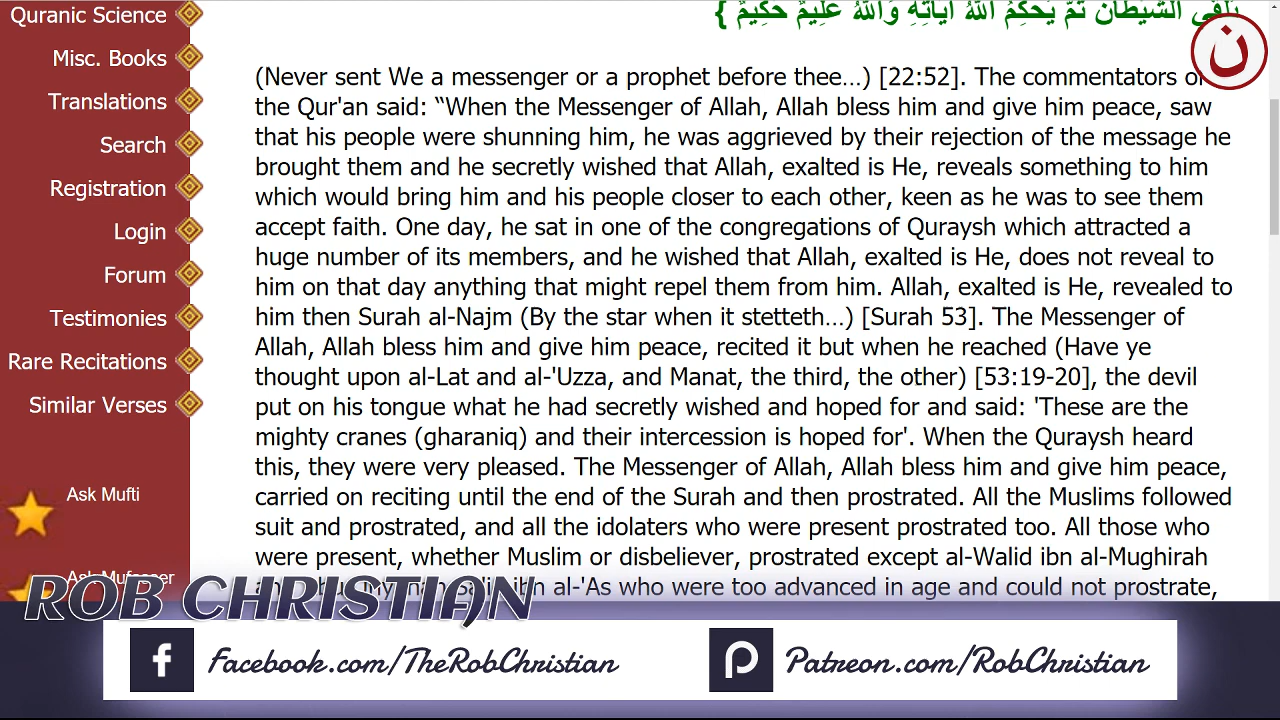 Quranic Science
Misc. Books
Translations
Search
Registration
Login
Forum
Testimonies
Rare Recitations
Similar Verses
Ask Mufti
Ask Mufasser
يُلْقِي الشَّيْطَانُ ثُمَّ يُحْكِمُ اللَّهُ آيَاتِهِ وَاللَّهُ عَلِيمٌ حَكِيمٌ }
ن
(Never sent We a messenger or a prophet before thee…) [22:52]. The commentators of
the Qur'an said: “When the Messenger of Allah, Allah bless him and give him peace, saw
that his people were shunning him, he was aggrieved by their rejection of the message he
brought them and he secretly wished that Allah, exalted is He, reveals something to him
which would bring him and his people closer to each other, keen as he was to see them
accept faith. One day, he sat in one of the congregations of Quraysh which attracted a
huge number of its members, and he wished that Allah, exalted is He, does not reveal to
him on that day anything that might repel them from him. Allah, exalted is He, revealed to
him then Surah al-Najm (By the star when it stetteth…) [Surah 53]. The Messenger of
Allah, Allah bless him and give him peace, recited it but when he reached (Have ye
thought upon al-Lat and al-'Uzza, and Manat, the third, the other) [53:19-20], the devil
put on his tongue what he had secretly wished and hoped for and said: 'These are the
mighty cranes (gharaniq) and their intercession is hoped for'. When the Quraysh heard
this, they were very pleased. The Messenger of Allah, Allah bless him and give him peace,
carried on reciting until the end of the Surah and then prostrated. All the Muslims followed
suit and prostrated, and all the idolaters who were present prostrated too. All those who
were present, whether Muslim or disbeliever, prostrated except al-Walid ibn al-Mughirah
ibn al-'As who were too advanced in age and could not prostrate,
ROB CHRISTIAN
Facebook.com/TheRobChristian
Patreon.com/RobChristian